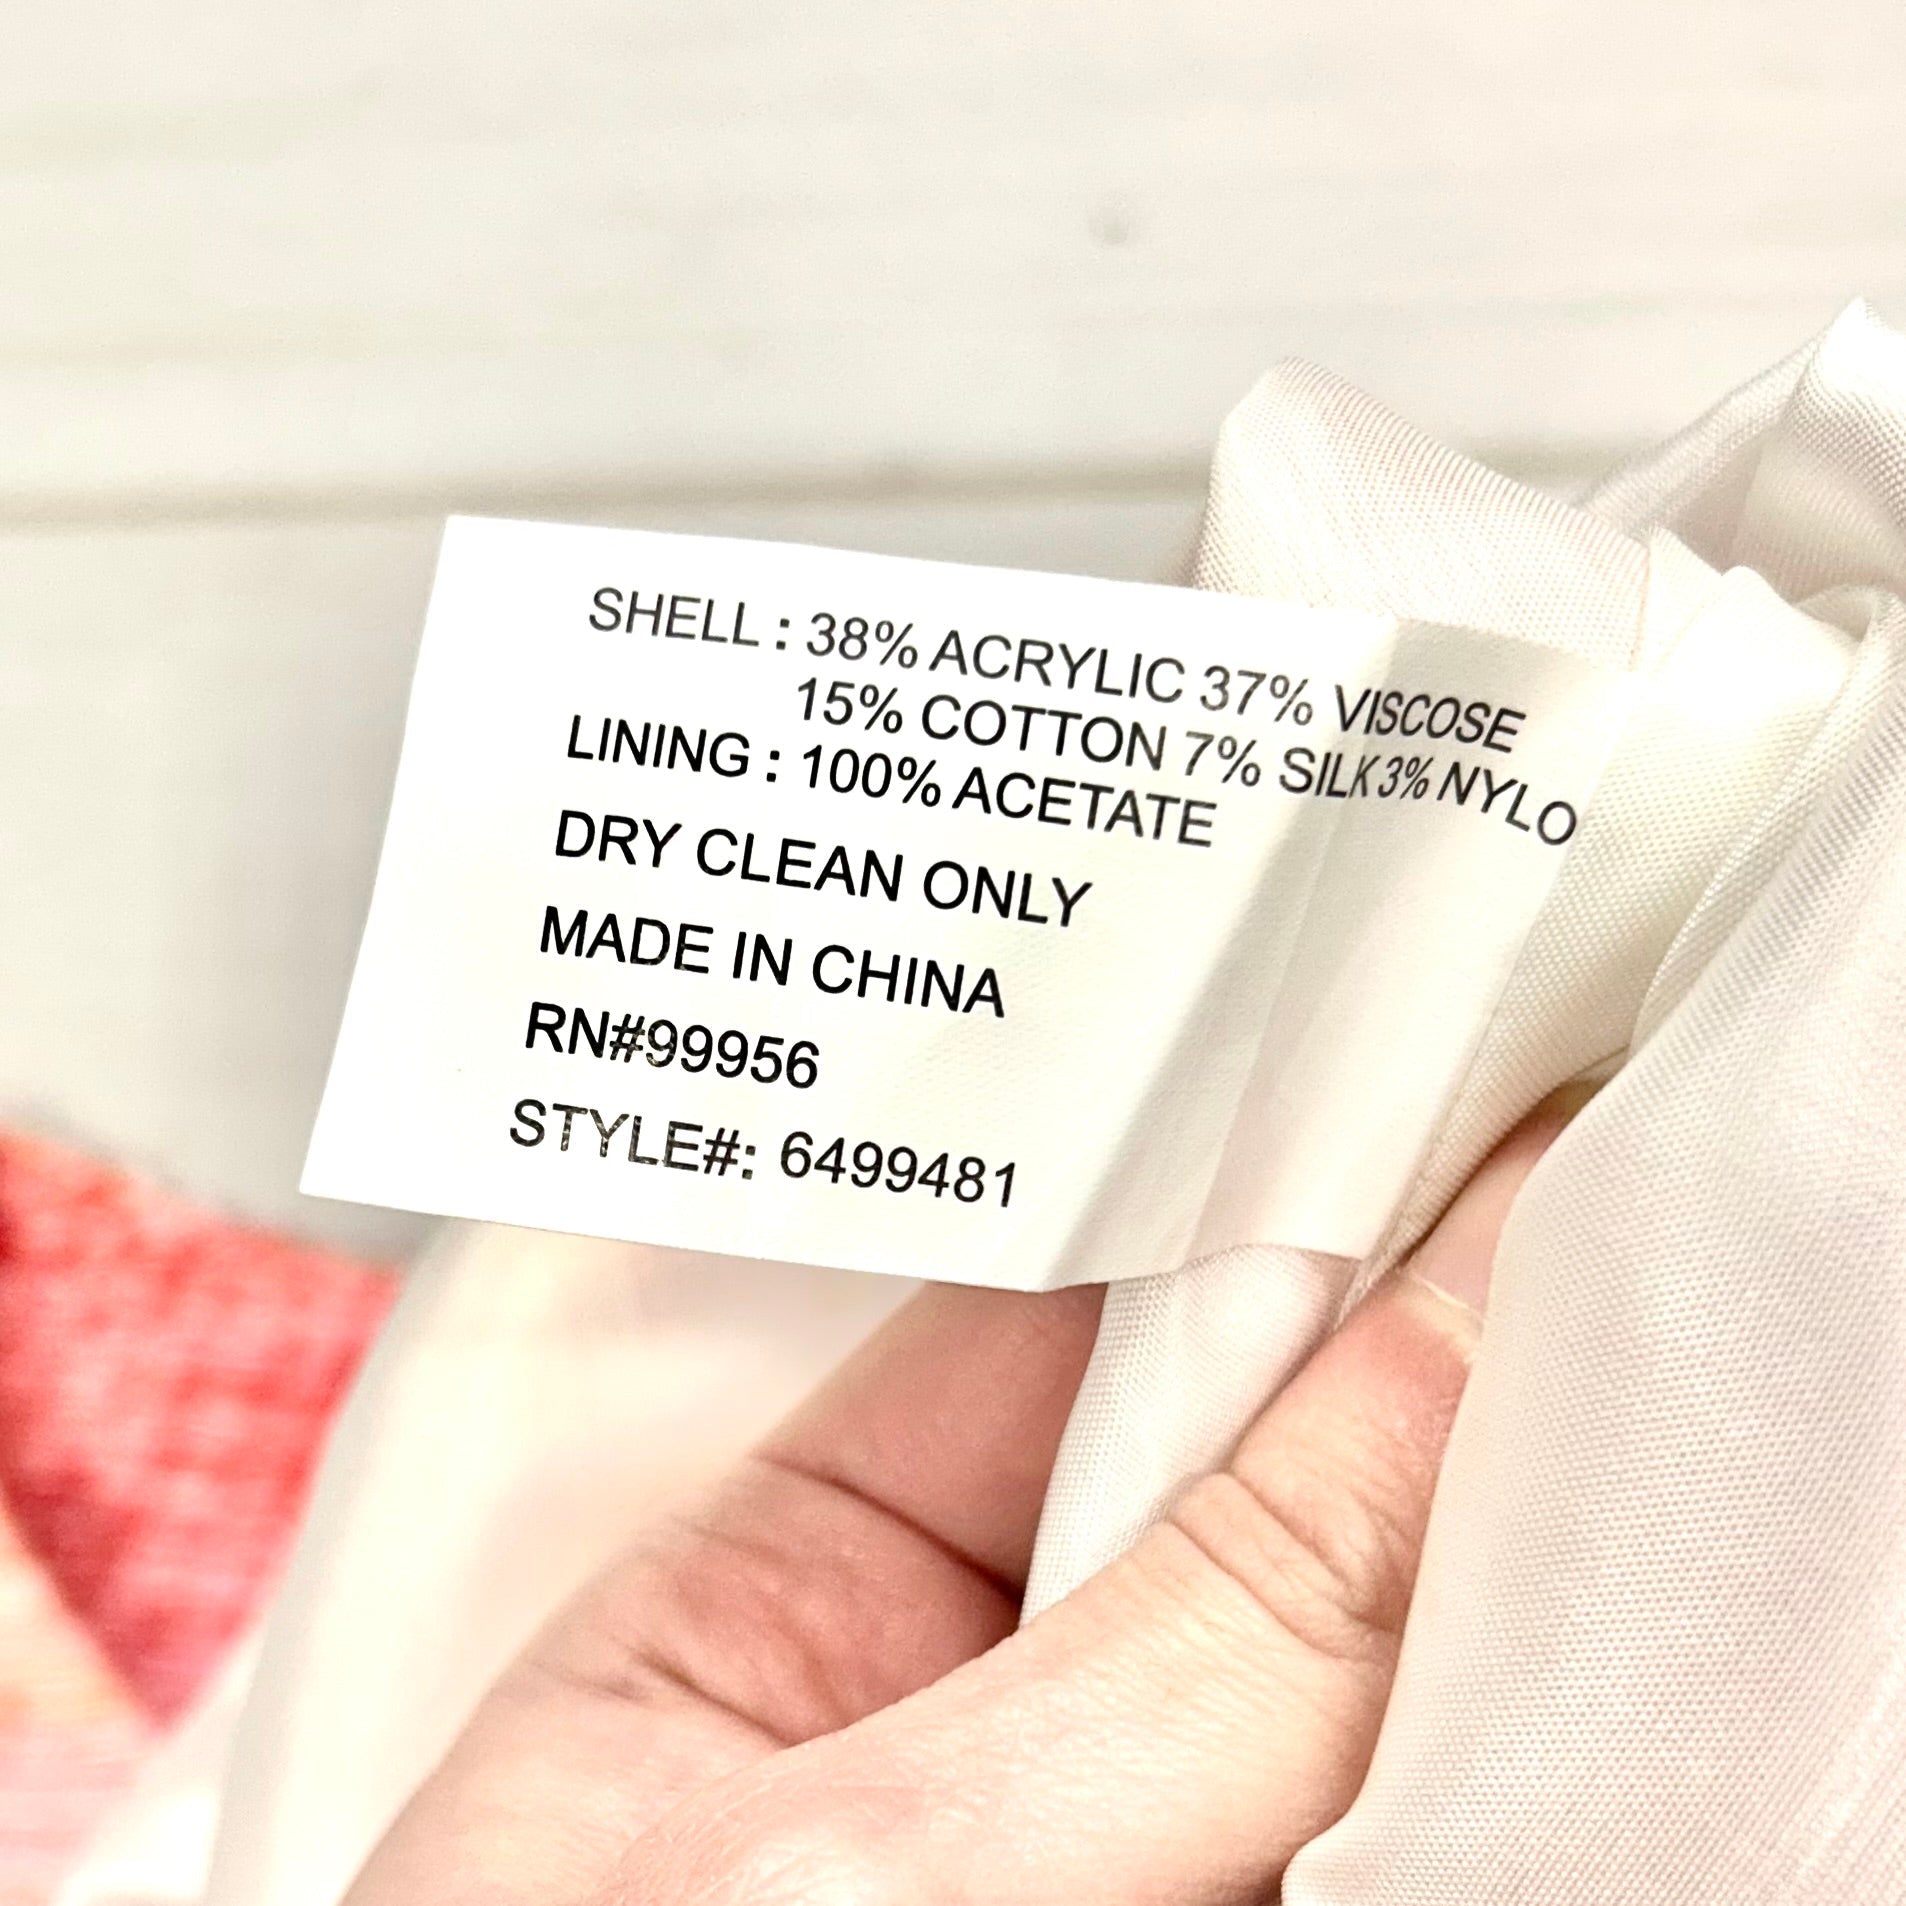 SHELL : 38% ACRYLIC 37% VISCOSE
15% COTTON 7% SILK 3% NYLO
LINING : 100% ACETATE
DRY CLEAN ONLY
MADE IN CHINA
RN#99956
STYLE#: 6499481